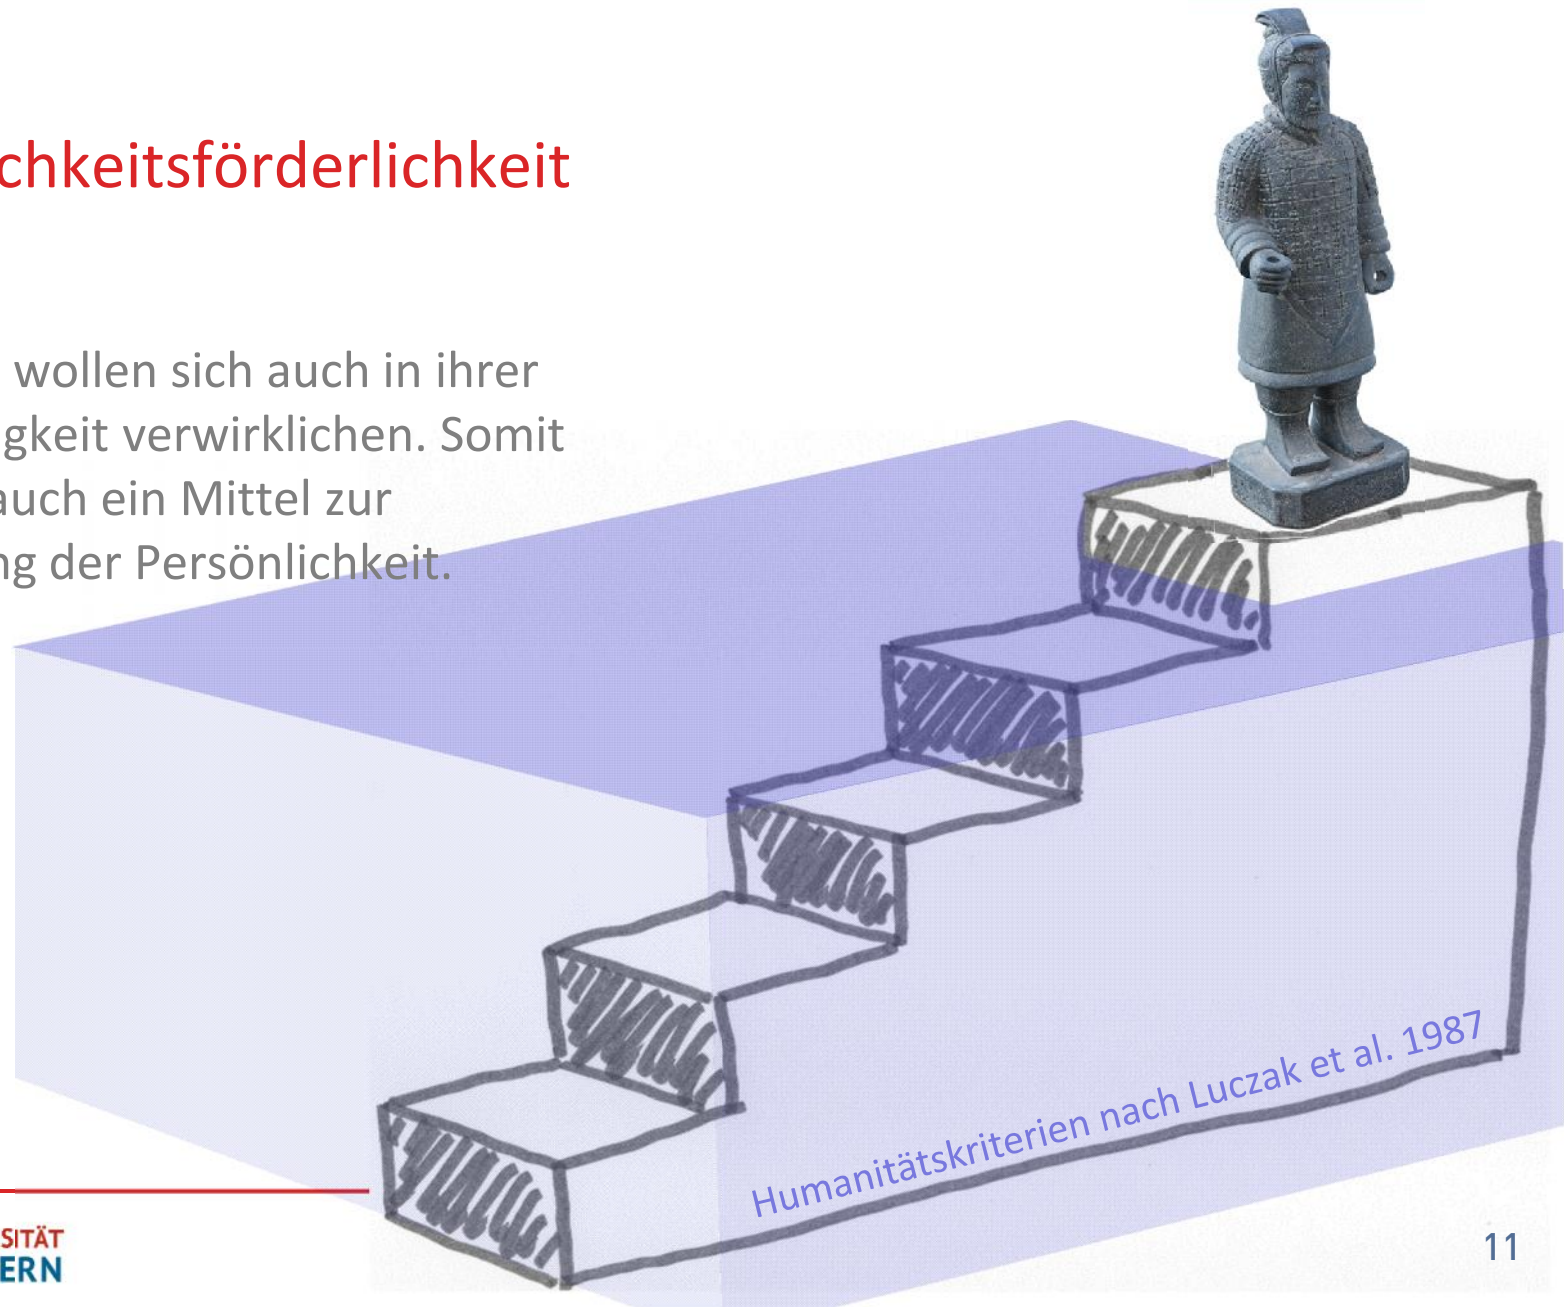 chkeitsförderlichkeit
wollen sich auch in ihrer
igkeit verwirklichen. Somit
auch ein Mittel zur
ng der Persönlichkeit.
Humanitätskriterien nach Luczak et al. 1987
SITÄT
ERN
11